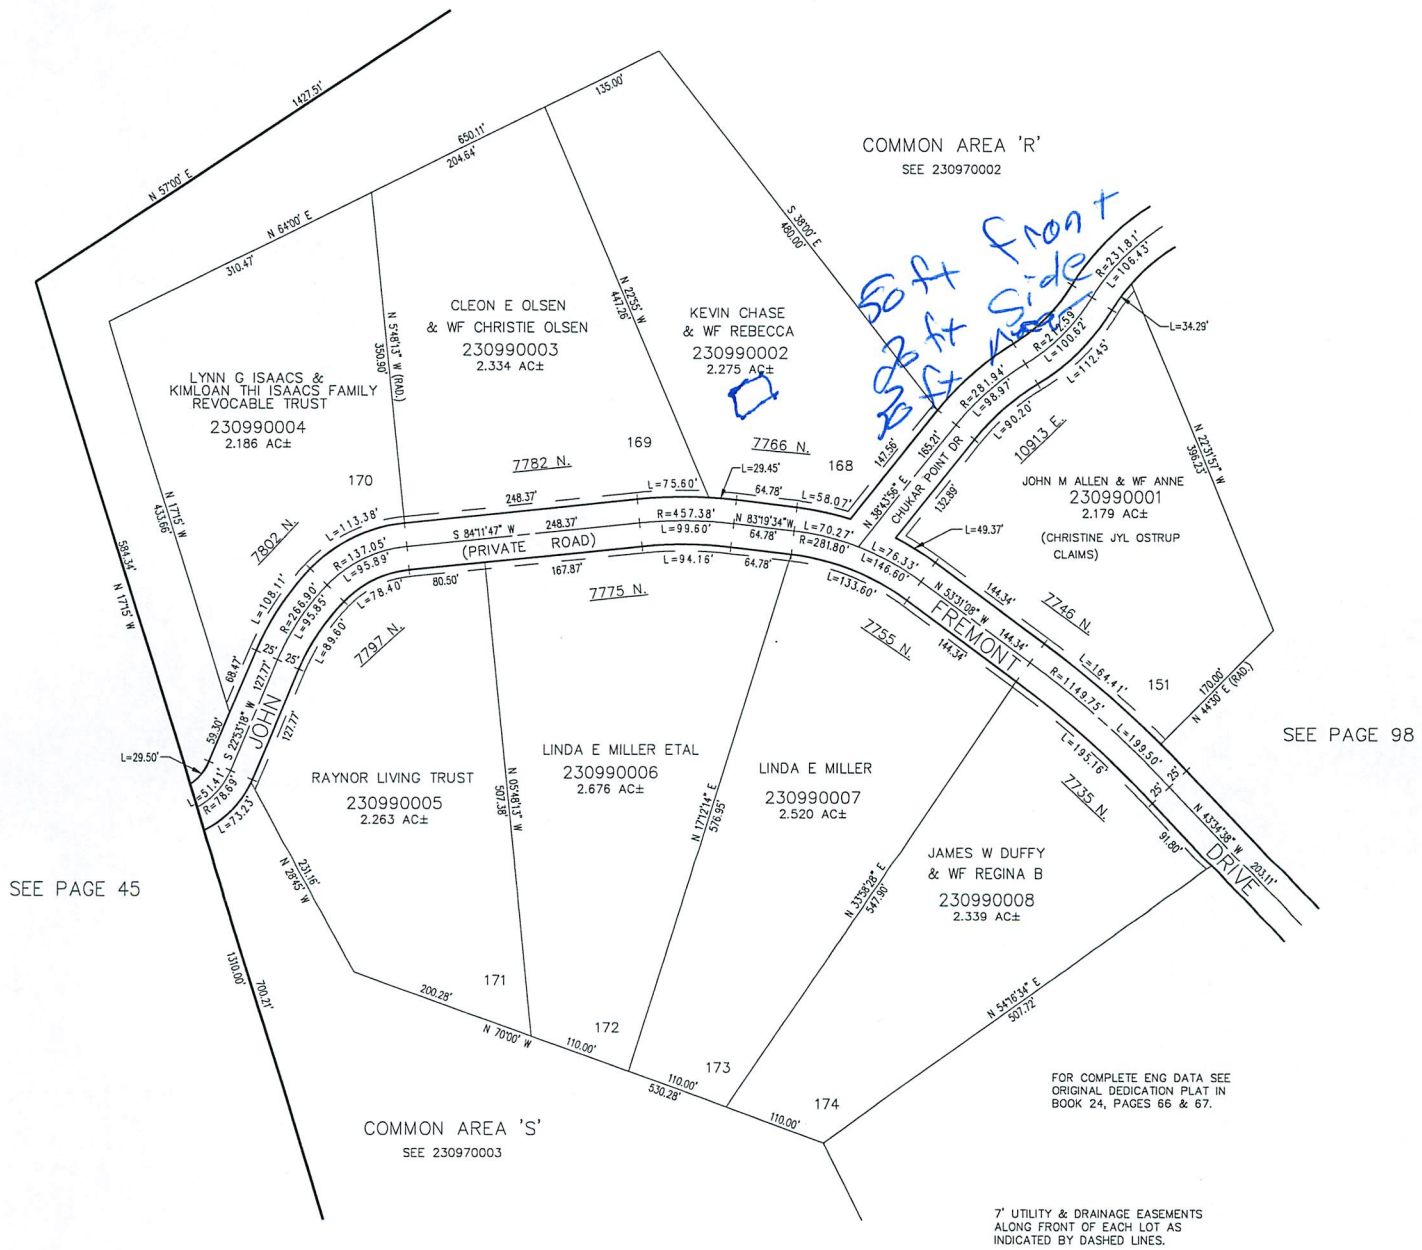 1427.51'
N 57°00' E
135.00'
650.11'
204.64'
N 64°00' E
310.47'
COMMON AREA 'R'
SEE 230970002
S 38°00' E
480.00'
50 ft front
20 ft side
30 ft rear
R=231.81'
L=106.43'
L=34.29'
R=212.59'
L=100.62'
L=112.45'
R=281.94'
L=98.97'
L=90.20'
N 22°55' W
447.26'
N 5°48'13" W (RAD.)
350.90'
CLEON E OLSEN
& WF CHRISTIE OLSEN
230990003
2.334 AC±
KEVIN CHASE
& WF REBECCA
230990002
2.275 AC±
LYNN G ISAACS &
KIMLOAN THI ISAACS FAMILY
REVOCABLE TRUST
230990004
2.186 AC±
169
7782 N.
7766 N.
168
170
147.56'
165.21'
N 38°43'56" E
CHUKAR POINT DR
132.89'
10913 E.
N 22°31'57" W
396.23'
JOHN M ALLEN & WF ANNE
230990001
2.179 AC±
(CHRISTINE JYL OSTRUP
CLAIMS)
L=49.37'
N 17°15' W
433.66'
584.34'
N 17°15' W
7802 N.
L=113.38'
248.37'
L=75.60'
L=29.45'
64.78'
L=58.07'
R=137.05'
L=95.89'
S 84°11'47" W
248.37'
(PRIVATE ROAD)
R=457.38'
L=99.60'
N 83°19'34"W
64.78'
L=70.27'
R=281.80'
L=76.33'
L=146.60'
L=108.11'
R=266.90'
L=95.85'
L=89.60'
L=78.40'
80.50'
167.87'
L=94.16'
64.78'
L=133.60'
7775 N.
7797 N.
7755 N.
N 53°31'08" W
144.34'
144.34'
144.34'
7746 N.
L=164.41'
R=1149.75'
L=199.50'
L=195.16'
151
170.00'
N 44°30' E (RAD.)
SEE PAGE 98
FREMONT
25'
25'
68.47'
127.77'
127.77'
59.30'
S 22°53'18" W
JOHN
L=29.50'
L=51.41'
R=78.69'
L=73.23'
RAYNOR LIVING TRUST
230990005
2.263 AC±
LINDA E MILLER ETAL
230990006
2.676 AC±
LINDA E MILLER
230990007
2.520 AC±
JAMES W DUFFY
& WF REGINA B
230990008
2.339 AC±
N 05°48'13" W
507.38'
N 17°12'14" E
576.95'
N 33°58'28" E
547.90'
7735 N.
25'
25'
91.80'
N 43°34'38" W
203.11'
DRIVE
SEE PAGE 45
231.16'
N 28°45' W
1310.00'
700.21'
171
200.28'
N 70°00' W
172
110.00'
173
110.00'
530.28'
174
110.00'
N 54°16'34" E
507.72'
COMMON AREA 'S'
SEE 230970003
FOR COMPLETE ENG DATA SEE
ORIGINAL DEDICATION PLAT IN
BOOK 24, PAGES 66 & 67.
7' UTILITY & DRAINAGE EASEMENTS
ALONG FRONT OF EACH LOT AS
INDICATED BY DASHED LINES.